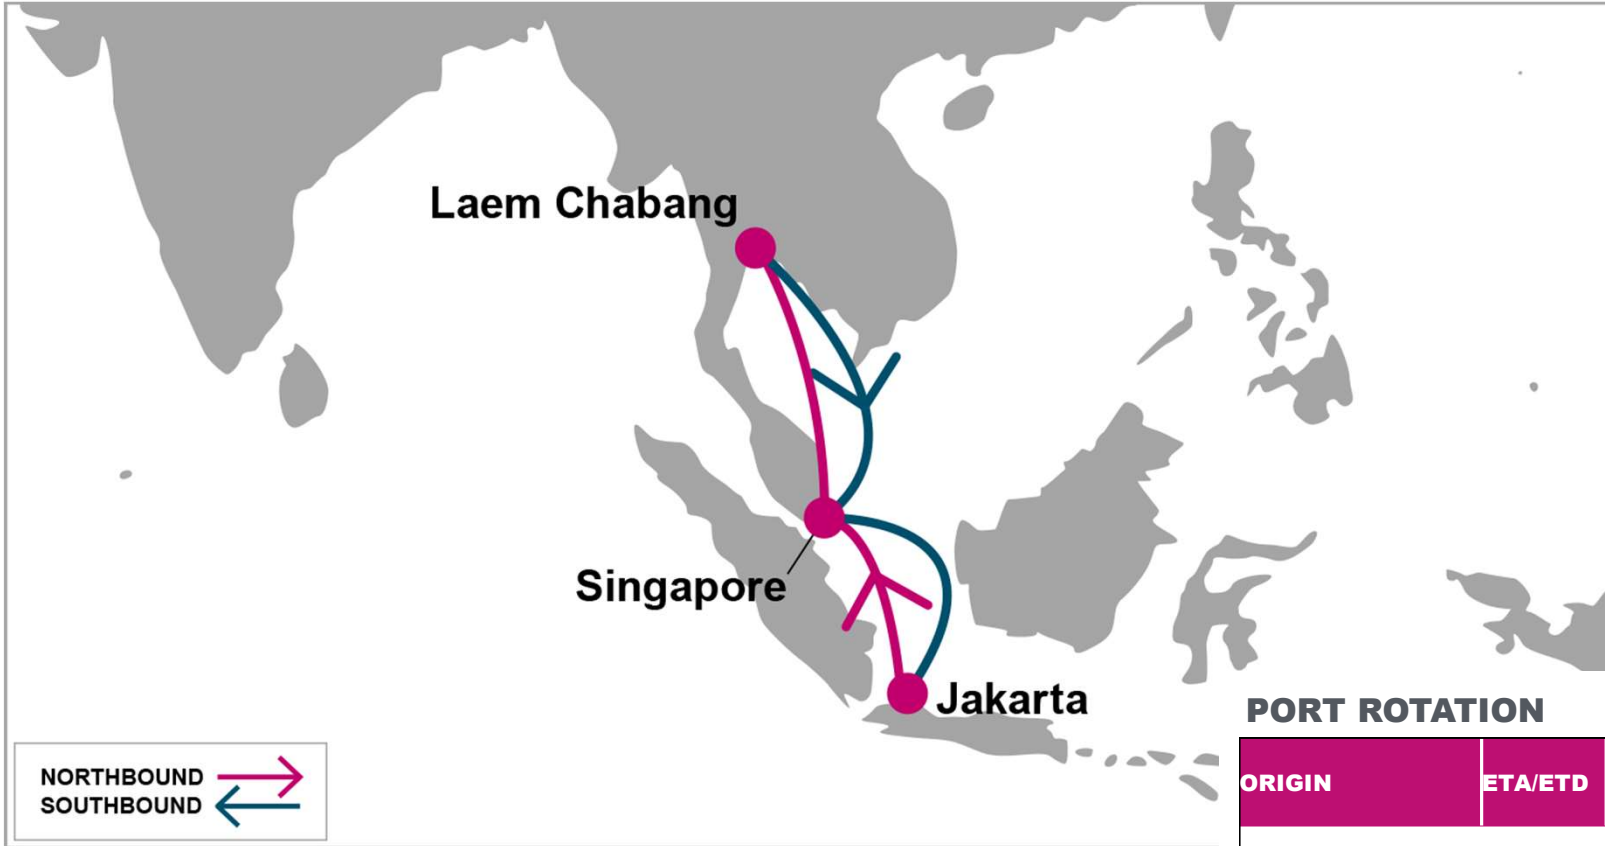 Laem Chabang
Singapore
Jakarta
NORTHBOUND
SOUTHBOUND
PORT ROTATION
ORIGIN ETA/ETD